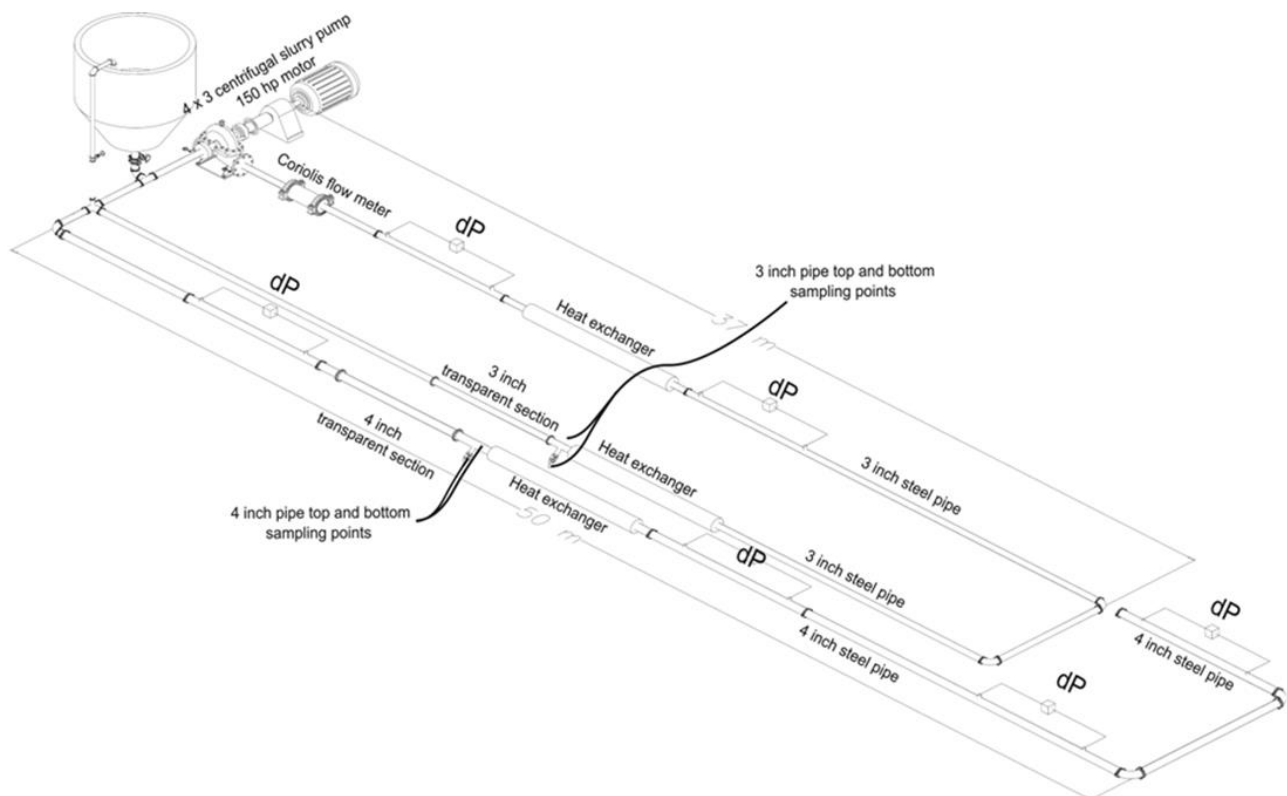 4 x 3 centrifugal slurry pump
150 hp motor
Coriolis flow meter
dP
dP
3 inch pipe top and bottom
sampling points
Heat exchanger
37 m
dP
3 inch
transparent section
4 inch
transparent section
3 inch steel pipe
Heat exchanger
4 inch pipe top and bottom
sampling points
Heat exchanger
50 m
dP
3 inch steel pipe
dP
4 inch steel pipe
4 inch steel pipe
dP